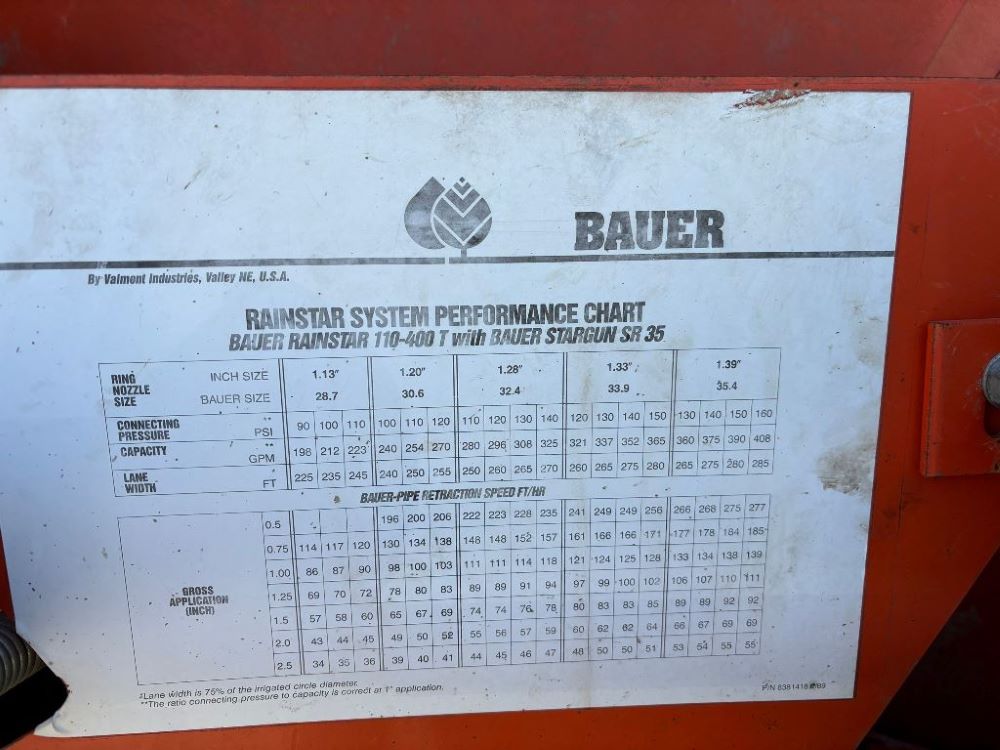 BAUER
By Valmont Industries, Valley NE, U.S.A.
RAINSTAR SYSTEM PERFORMANCE CHART
BAUER RAINSTAR 110-400 T with BAUER STARGUN SR 35
RING NOZZLE SIZE INCH SIZE 1.13" 1.20" 1.28" 1.33" 1.39"
BAUER SIZE 28.7 30.6 32.4 33.9 35.4
CONNECTING PRESSURE ** PSI 90 100 110 100 110 120 110 120 130 140 120 130 140 150 130 140 150 160
CAPACITY ** GPM 198 212 223 240 254 270 280 296 308 325 321 337 352 365 360 375 390 408
LANE WIDTH * FT 225 235 245 240 250 255 250 260 265 270 260 265 275 280 265 275 280 285
BAUER-PIPE RETRACTION SPEED FT/HR
GROSS APPLICATION (INCH)
0.5 196 200 206 222 223 228 235 241 249 249 256 266 268 275 277
0.75 114 117 120 130 134 138 148 148 152 157 161 166 166 171 177 178 184 185
1.00 86 87 90 98 100 103 111 111 114 118 121 124 125 128 133 134 138 139
1.25 69 70 72 78 80 83 89 89 91 94 97 99 100 102 106 107 110 111
1.5 57 58 60 65 67 69 74 74 76 78 80 83 83 85 89 89 92 92
2.0 43 44 45 49 50 52 55 56 57 59 60 62 62 64 66 67 69 69
2.5 34 35 36 39 40 41 44 45 46 47 48 50 50 51 53 54 55 55
*Lane width is 75% of the irrigated circle diameter.
**The ratio connecting pressure to capacity is correct at 1" application.
P/N 8381418